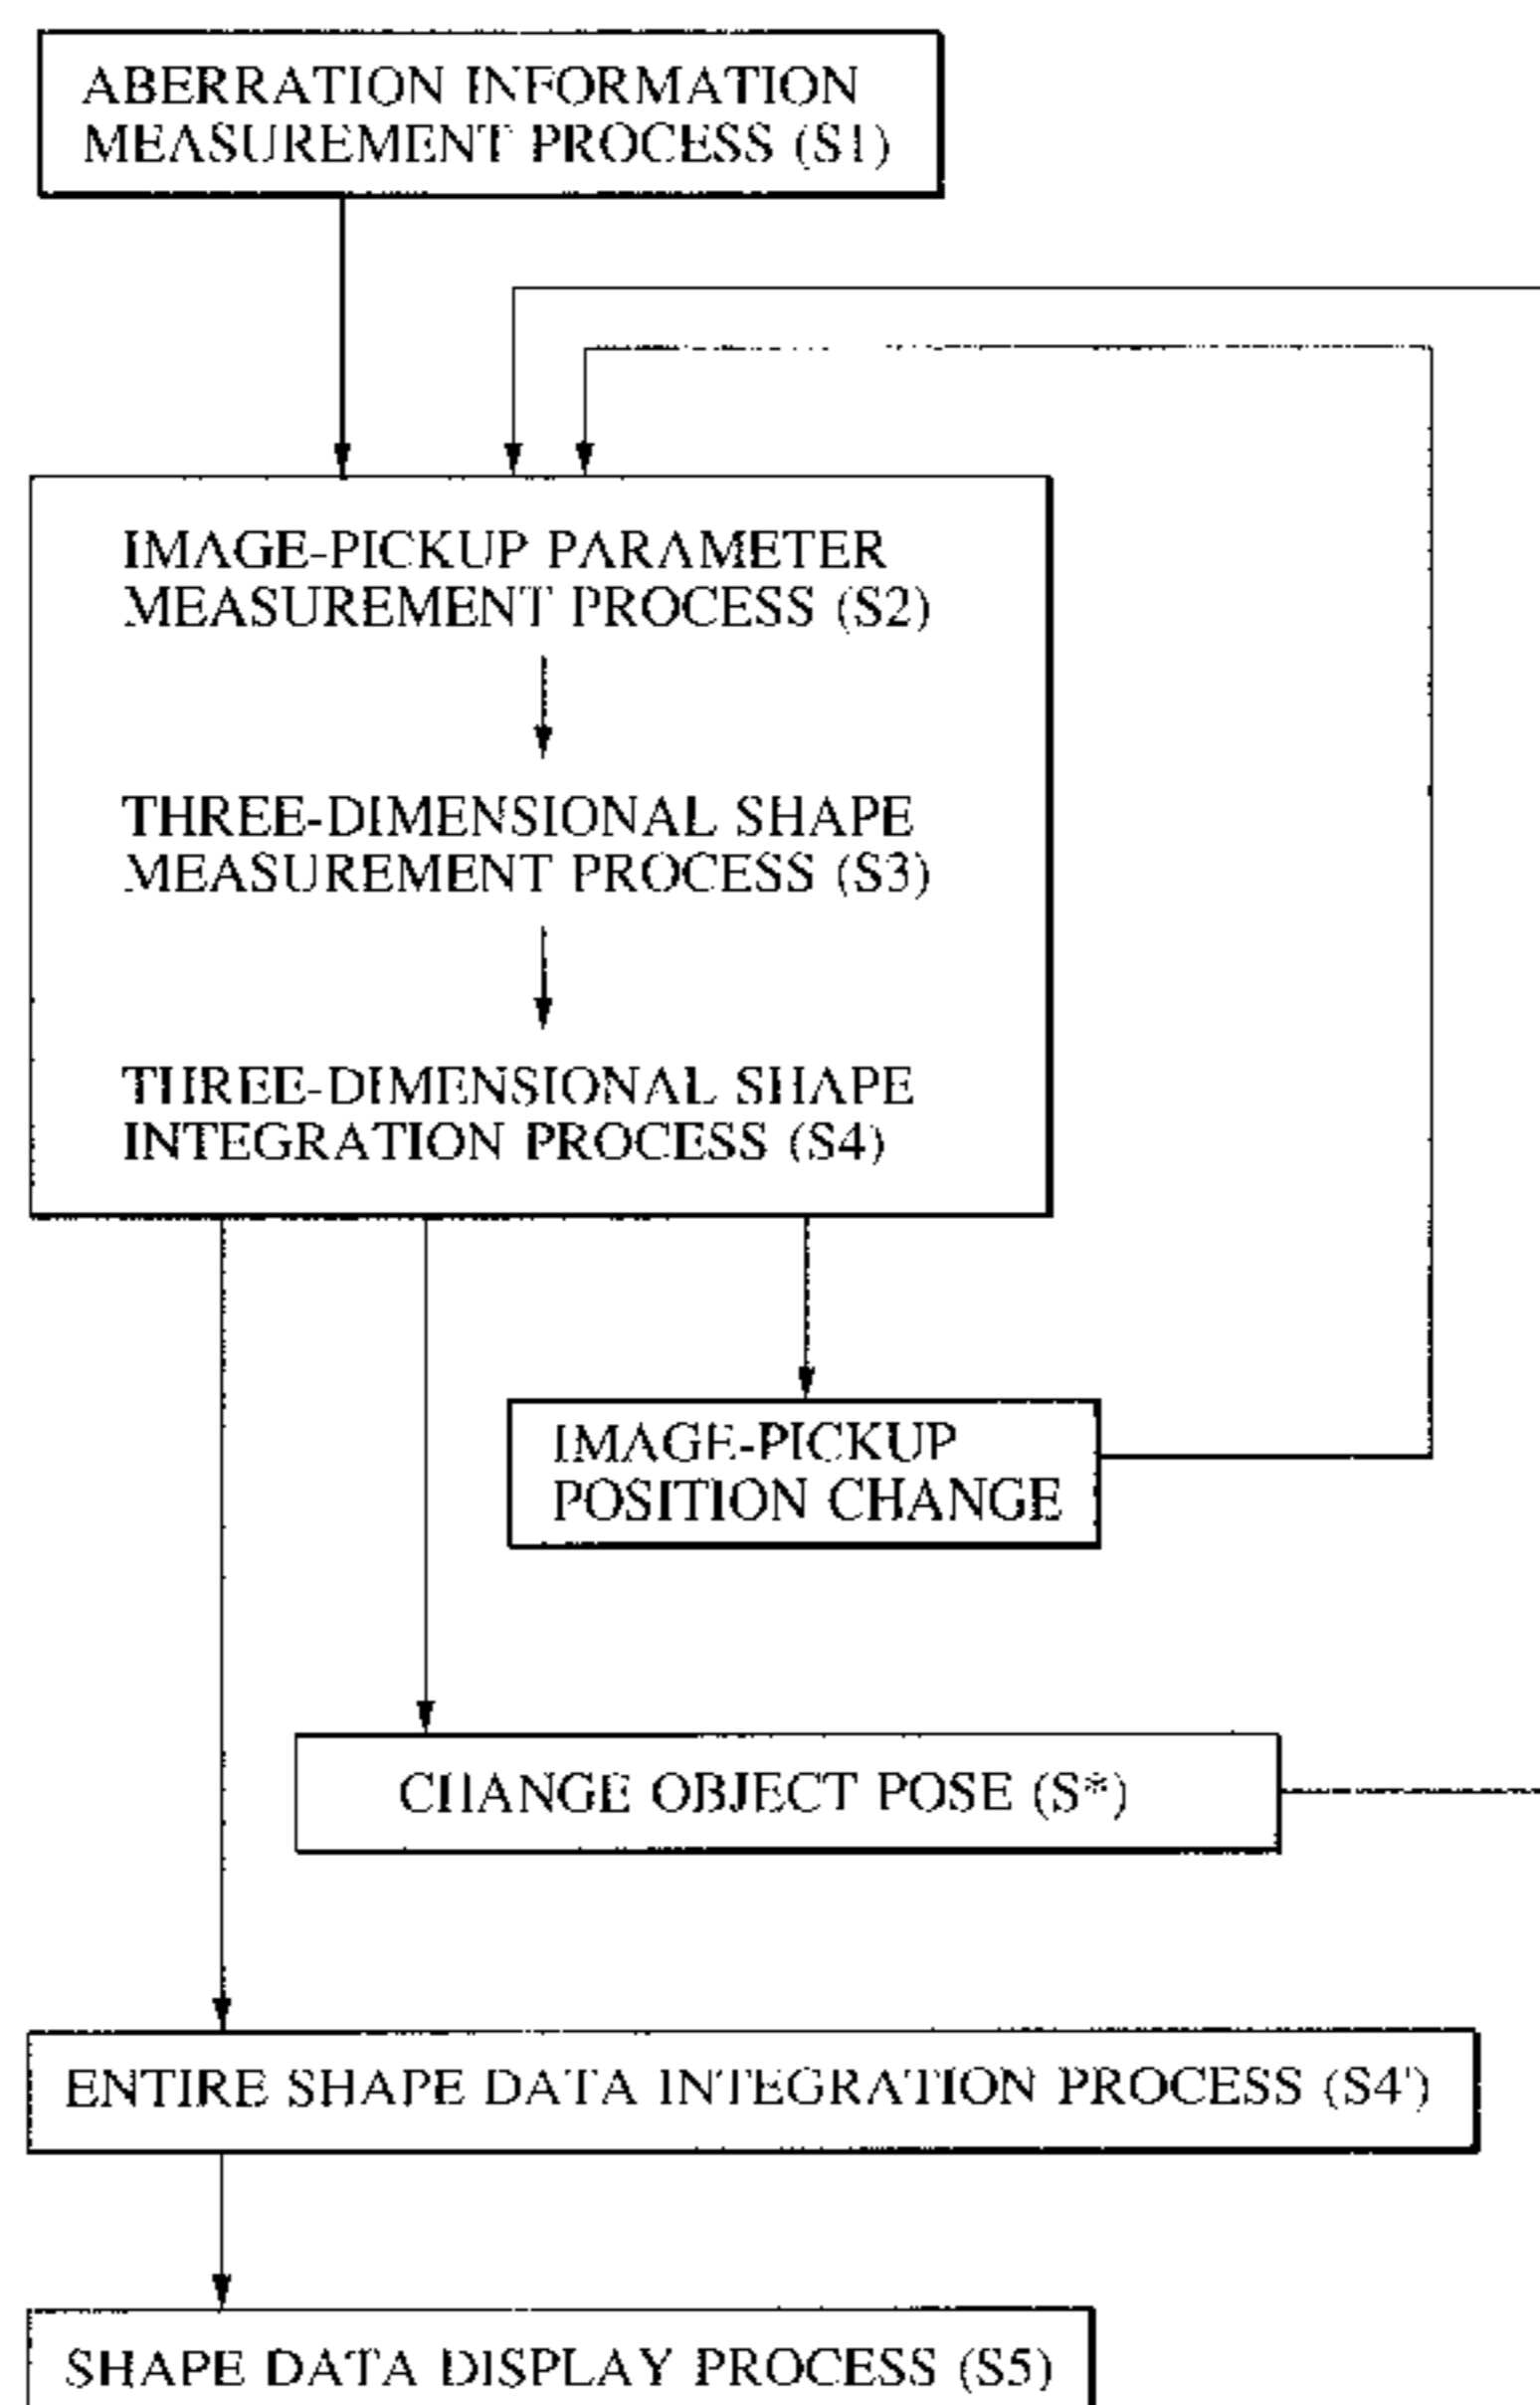 ABERRATION INFORMATION
MEASUREMENT PROCESS (S1)
IMAGE-PICKUP PARAMETER
MEASUREMENT PROCESS (S2)
THREE-DIMENSIONAL SHAPE
MEASUREMENT PROCESS (S3)
THREE-DIMENSIONAL SHAPE
INTEGRATION PROCESS (S4)
IMAGE-PICKUP
POSITION CHANGE
CHANGE OBJECT POSE (S*)
ENTIRE SHAPE DATA INTEGRATION PROCESS (S4')
SHAPE DATA DISPLAY PROCESS (S5)